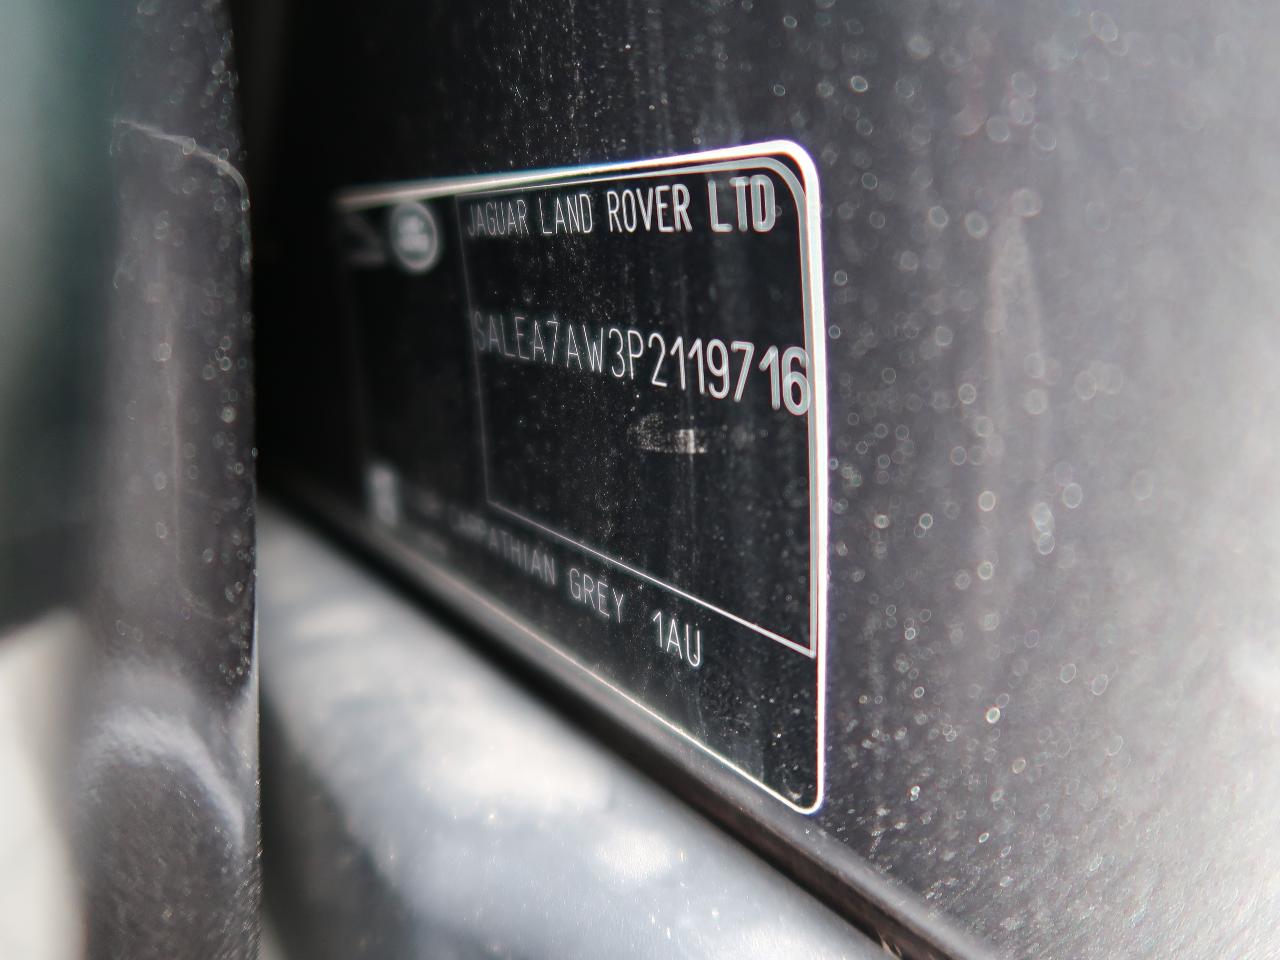 JAGUAR LAND ROVER LTD
SALEA7AW3P2119716
CARPATHIAN GREY 1AU